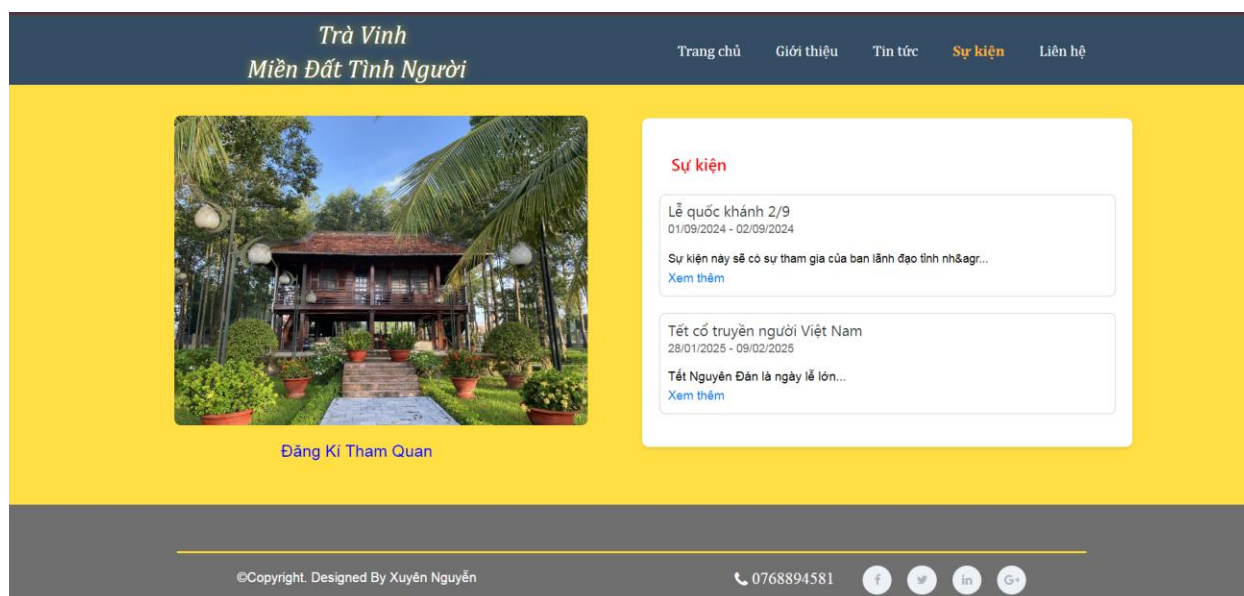 Trà Vinh
Miền Đất Tình Người
Trang chủ Giới thiệu Tin tức Sự kiện Liên hệ
Đăng Kí Tham Quan
Sự kiện
Lễ quốc khánh 2/9
01/09/2024 - 02/09/2024
Sự kiện này sẽ có sự tham gia của ban lãnh đạo tỉnh nh&agr...
Xem thêm
Tết cổ truyền người Việt Nam
28/01/2025 - 09/02/2025
Tết Nguyên Đán là ngày lễ lớn...
Xem thêm
©Copyright. Designed By Xuyên Nguyễn
0768894581
f in G+